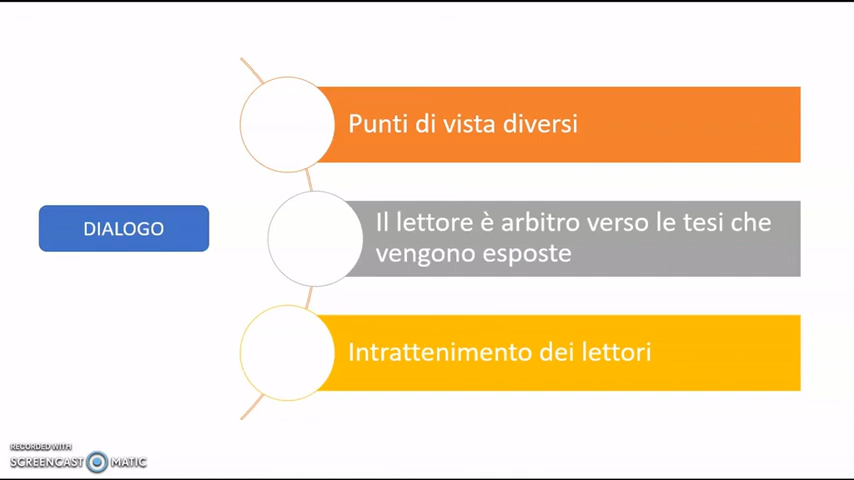 Punti di vista diversi
DIALOGO
Il lettore è arbitro verso le tesi che
vengono esposte
Intrattenimento dei lettori
RECORDED WITH
SCREENCAST MATIC